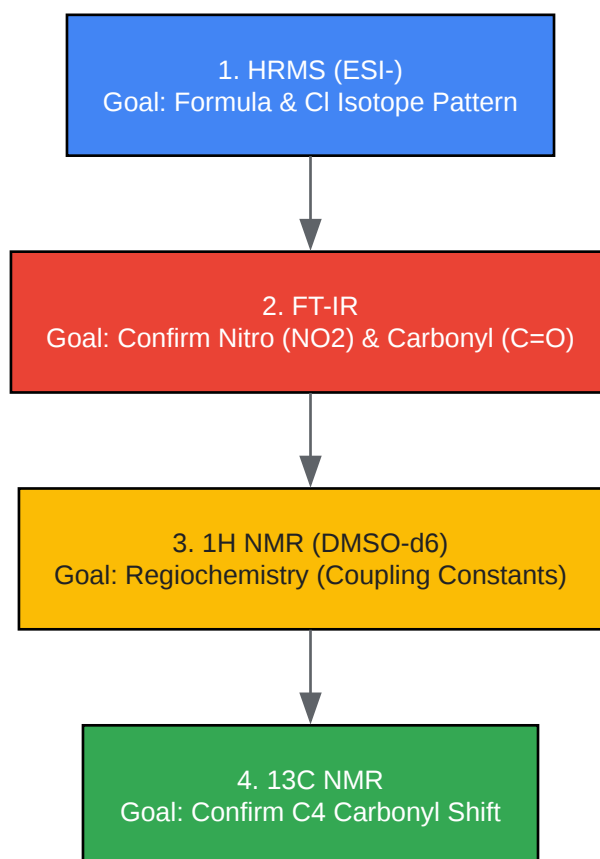 1. HRMS (ESI-)
Goal: Formula & Cl Isotope Pattern
2. FT-IR
Goal: Confirm Nitro (NO2) & Carbonyl (C=O)
3. 1H NMR (DMSO-d6)
Goal: Regiochemistry (Coupling Constants)
4. 13C NMR
Goal: Confirm C4 Carbonyl Shift